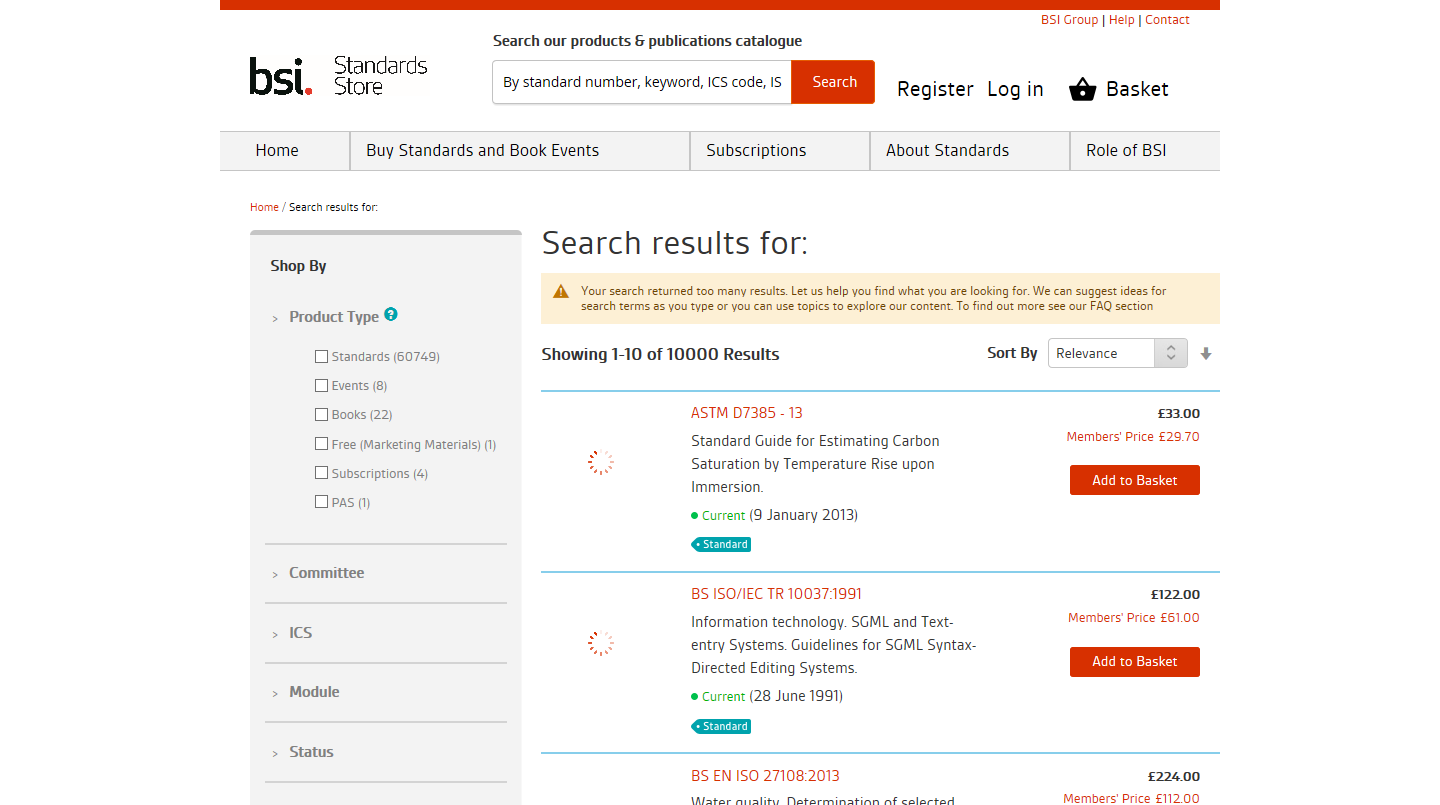 BSI Group | Help | Contact
Search our products & publications catalogue
bsi. Standards
Store
By standard number, keyword, ICS code, IS
Search
Register
Log in
Basket
Home
Buy Standards and Book Events
Subscriptions
About Standards
Role of BSI
Home / Search results for:
Shop By
> Product Type ?
Standards (60749)
Events (8)
Books (22)
Free (Marketing Materials) (1)
Subscriptions (4)
PAS (1)
> Committee
> ICS
> Module
> Status
Search results for:
Your search returned too many results. Let us help you find what you are looking for. We can suggest ideas for
search terms as you type or you can use topics to explore our content. To find out more see our FAQ section
Showing 1-10 of 10000 Results
Sort By
Relevance
ASTM D7385 - 13
Standard Guide for Estimating Carbon
Saturation by Temperature Rise upon
Immersion.
Current (9 January 2013)
Standard
£33.00
Members' Price £29.70
Add to Basket
BS ISO/IEC TR 10037:1991
Information technology. SGML and Text-
entry Systems. Guidelines for SGML Syntax-
Directed Editing Systems.
Current (28 June 1991)
Standard
£122.00
Members' Price £61.00
Add to Basket
BS EN ISO 27108:2013
Water quality. Determination of selected
£224.00
Members' Price £112.00